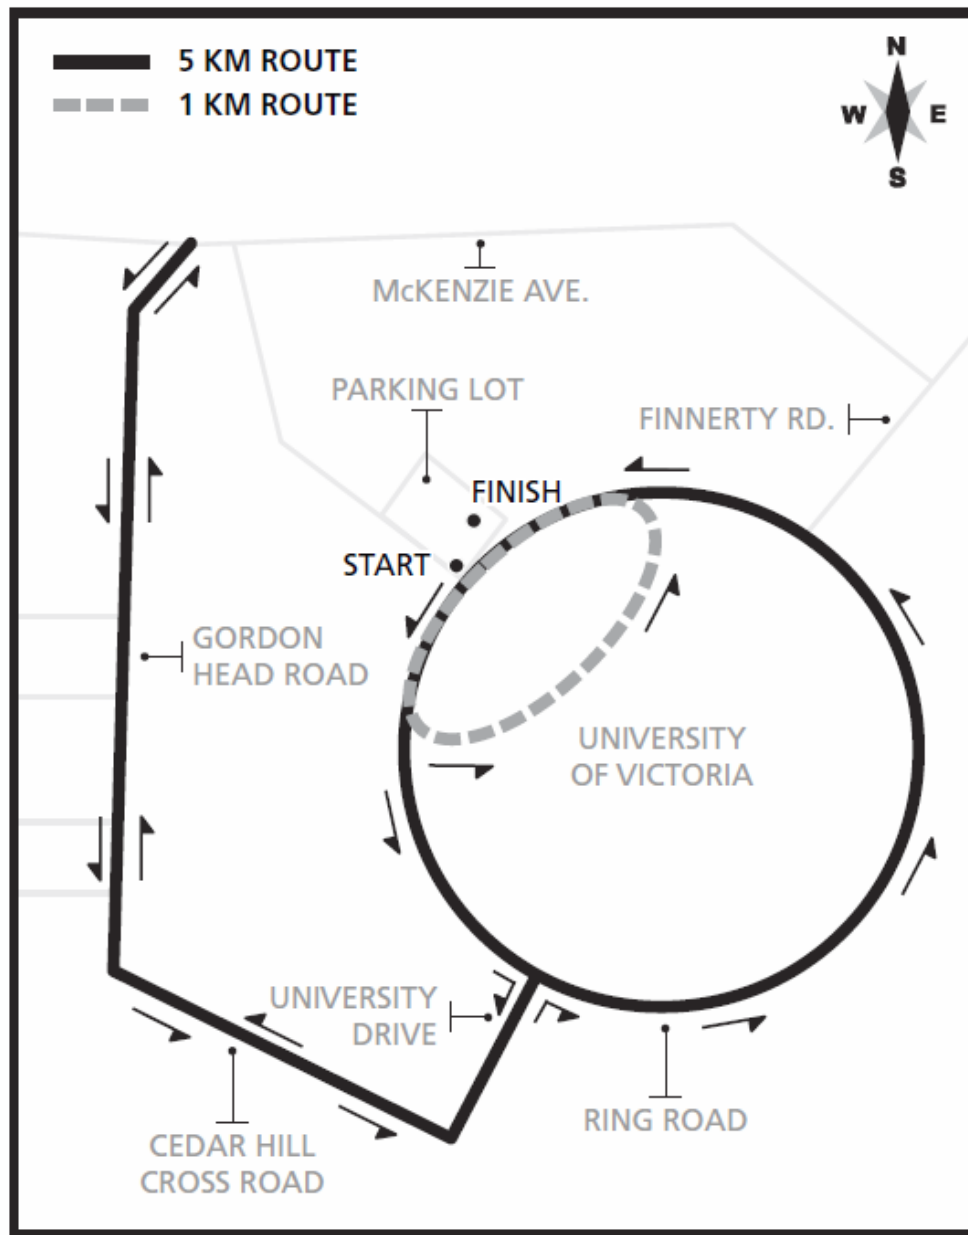 5 KM ROUTE
1 KM ROUTE
N
W E
S
McKENZIE AVE.
PARKING LOT
FINNERTY RD.
FINISH
START
GORDON
HEAD ROAD
UNIVERSITY
OF VICTORIA
UNIVERSITY
DRIVE
RING ROAD
CEDAR HILL
CROSS ROAD